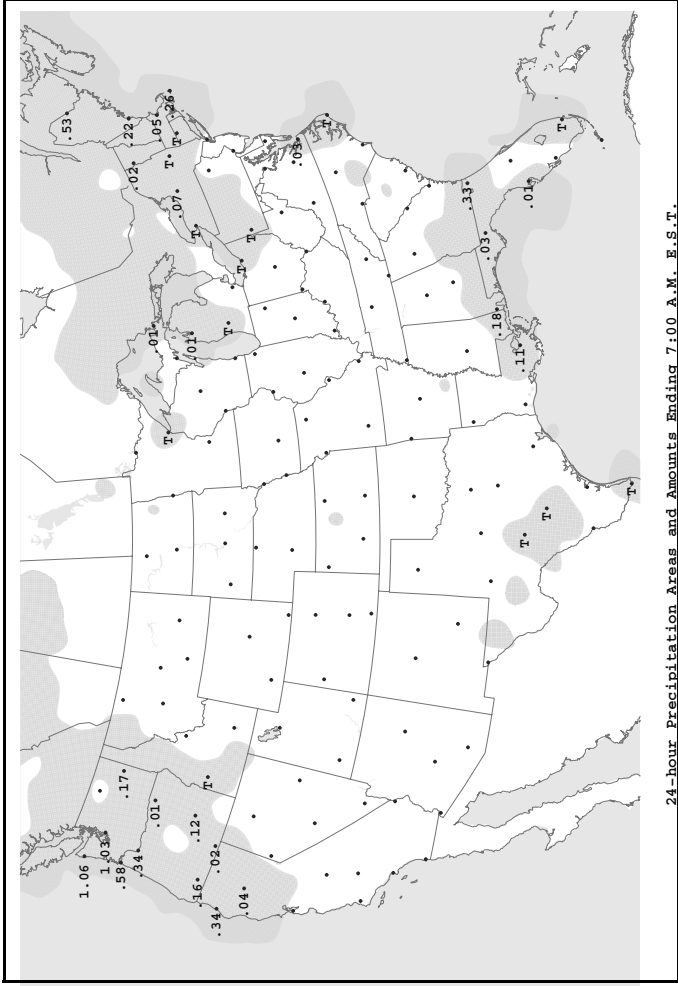 .53
1.06
1.03
.58
.17
.22
.02
.34
.01
.01
.05
T
.26
T
.07
T
.01
.12
T
.16
T
.02
.34
T
T
.04
T
.03
T
.33
.03
.18
.11
T
.01
T
T
T
24-hour Precipitation Areas and Amounts Ending 7:00 A.M. E.S.T.